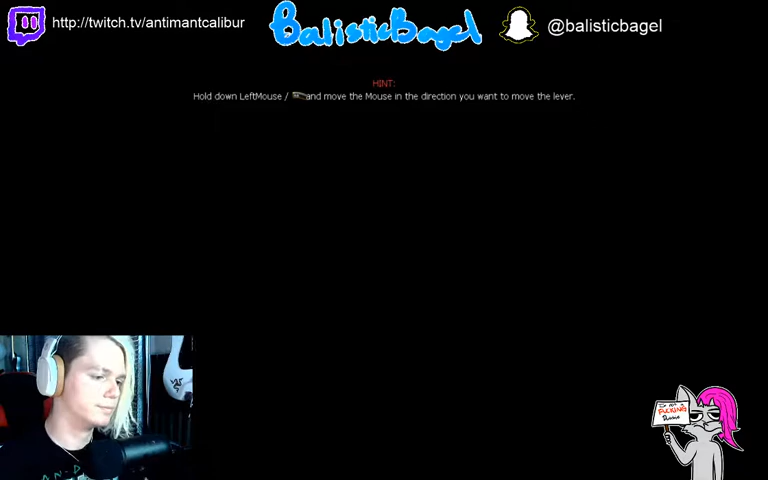 http://twitch.tv/antimantcalibur
BalisticBagel
@balisticbagel
HINT:
Hold down LeftMouse / and move the Mouse in the direction you want to move the lever.
FUCKING